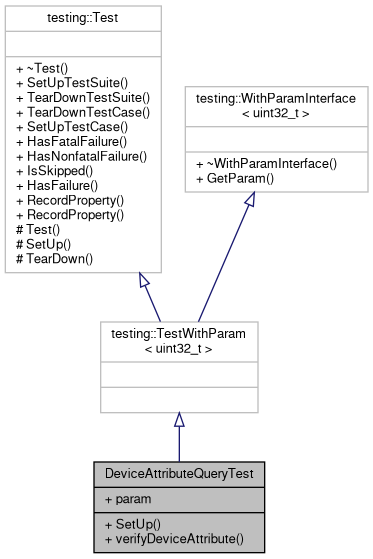 testing::Test
+ ~Test()
+ SetUpTestSuite()
+ TearDownTestSuite()
+ TearDownTestCase()
+ SetUpTestCase()
+ HasFatalFailure()
+ HasNonfatalFailure()
+ IsSkipped()
+ HasFailure()
+ RecordProperty()
+ RecordProperty()
# Test()
# SetUp()
# TearDown()
testing::WithParamInterface
< uint32_t >
+ ~WithParamInterface()
+ GetParam()
testing::TestWithParam
< uint32_t >
DeviceAttributeQueryTest
+ param
+ SetUp()
+ verifyDeviceAttribute()